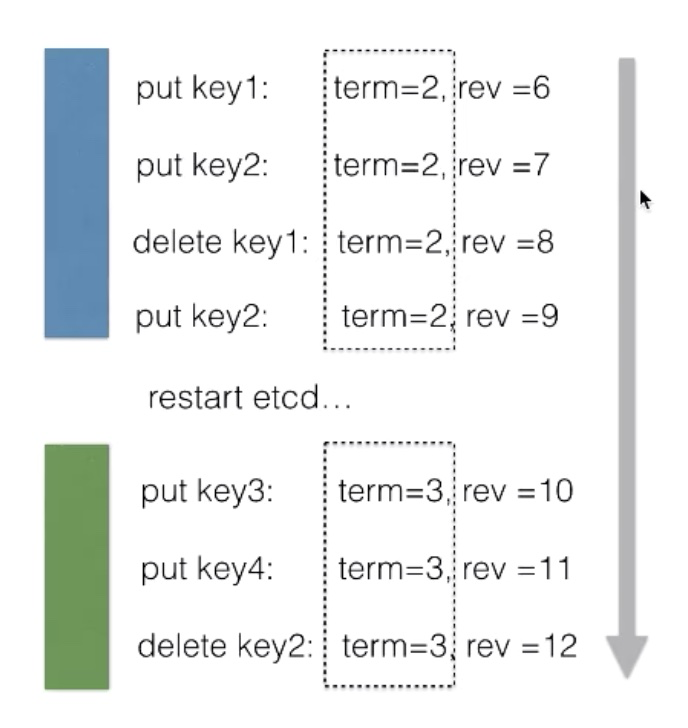 put key1: term=2, rev =6
put key2: term=2, rev =7
delete key1: term=2, rev =8
put key2: term=2, rev =9
restart etcd...
put key3: term=3, rev =10
put key4: term=3, rev =11
delete key2: term=3, rev =12